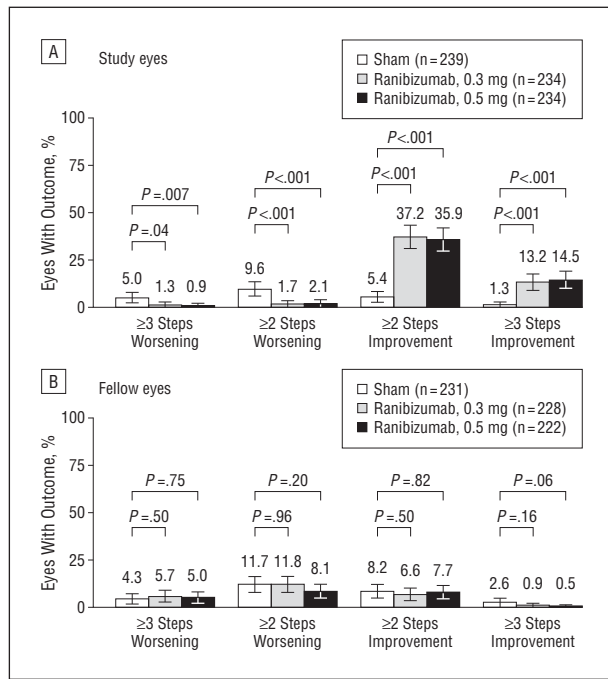 A Study eyes
Sham (n=239)
Ranibizumab, 0.3 mg (n=234)
Ranibizumab, 0.5 mg (n=234)
Eyes With Outcome, %
100
75
50
25
0
P=.007
P=.04
5.0 1.3 0.9
≥3 Steps
Worsening
P<.001
P<.001
9.6 1.7 2.1
≥2 Steps
Worsening
P<.001
P<.001
5.4 37.2 35.9
≥2 Steps
Improvement
P<.001
P<.001
1.3 13.2 14.5
≥3 Steps
Improvement
B Fellow eyes
Sham (n=231)
Ranibizumab, 0.3 mg (n=228)
Ranibizumab, 0.5 mg (n=222)
Eyes With Outcome, %
100
75
50
25
0
P=.75
P=.50
4.3 5.7 5.0
≥3 Steps
Worsening
P=.20
P=.96
11.7 11.8 8.1
≥2 Steps
Worsening
P=.82
P=.50
8.2 6.6 7.7
≥2 Steps
Improvement
P=.06
P=.16
2.6 0.9 0.5
≥3 Steps
Improvement